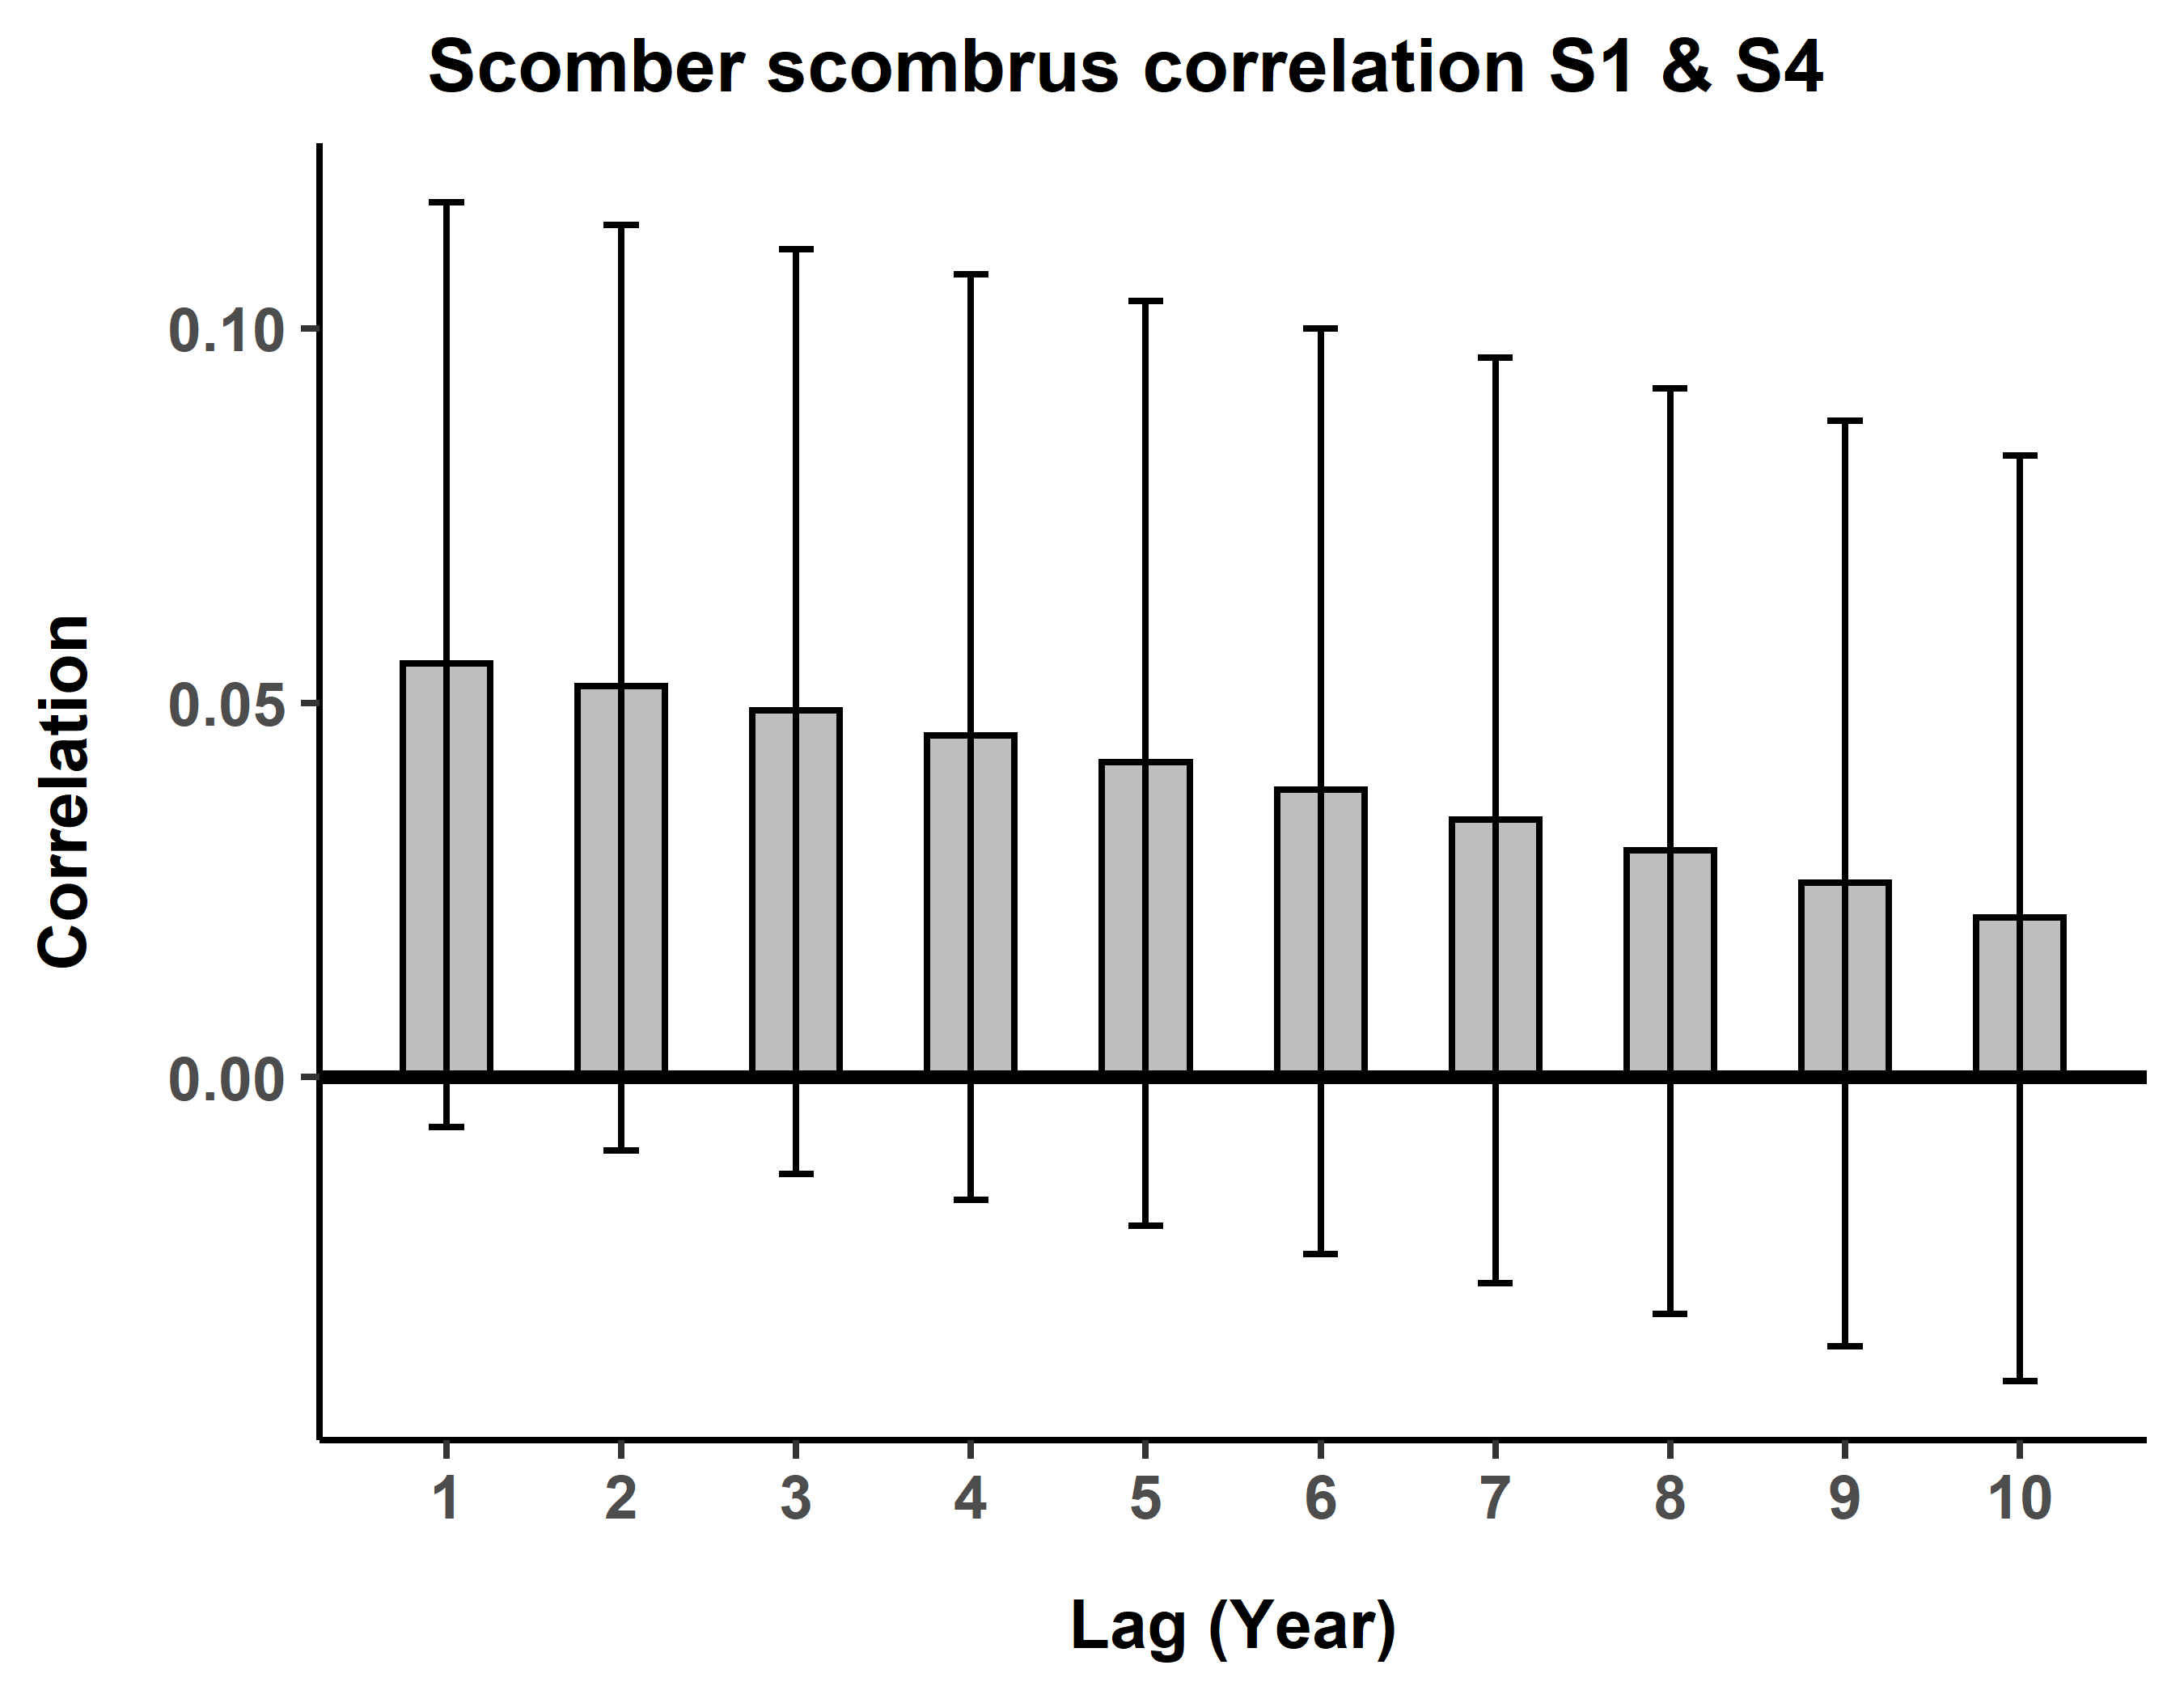 Scomber scombrus correlation S1 & S4
Correlation
0.10
0.05
0.00
1 2 3 4 5 6 7 8 9 10
Lag (Year)